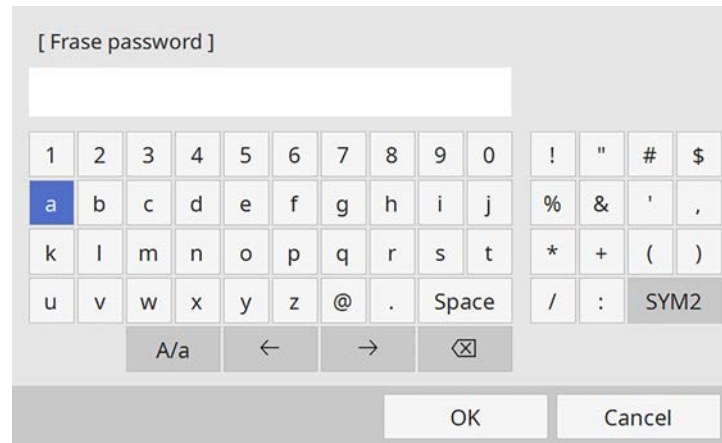 [ Frase password ]
1 2 3 4 5 6 7 8 9 0 ! " # $
a b c d e f g h i j % & ' ,
k l m n o p q r s t * + ( )
u v w x y z @ . Space / : SYM2
A/a ← → ⌫
OK Cancel